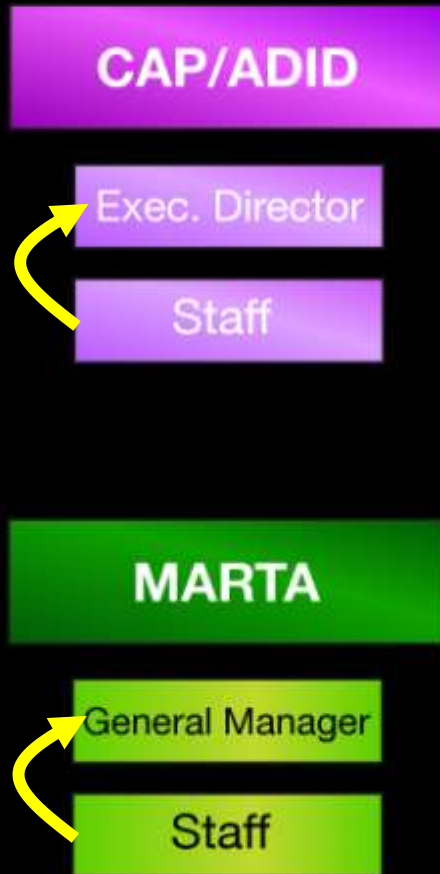 CAP/ADID
Exec. Director
Staff
MARTA
General Manager
Staff